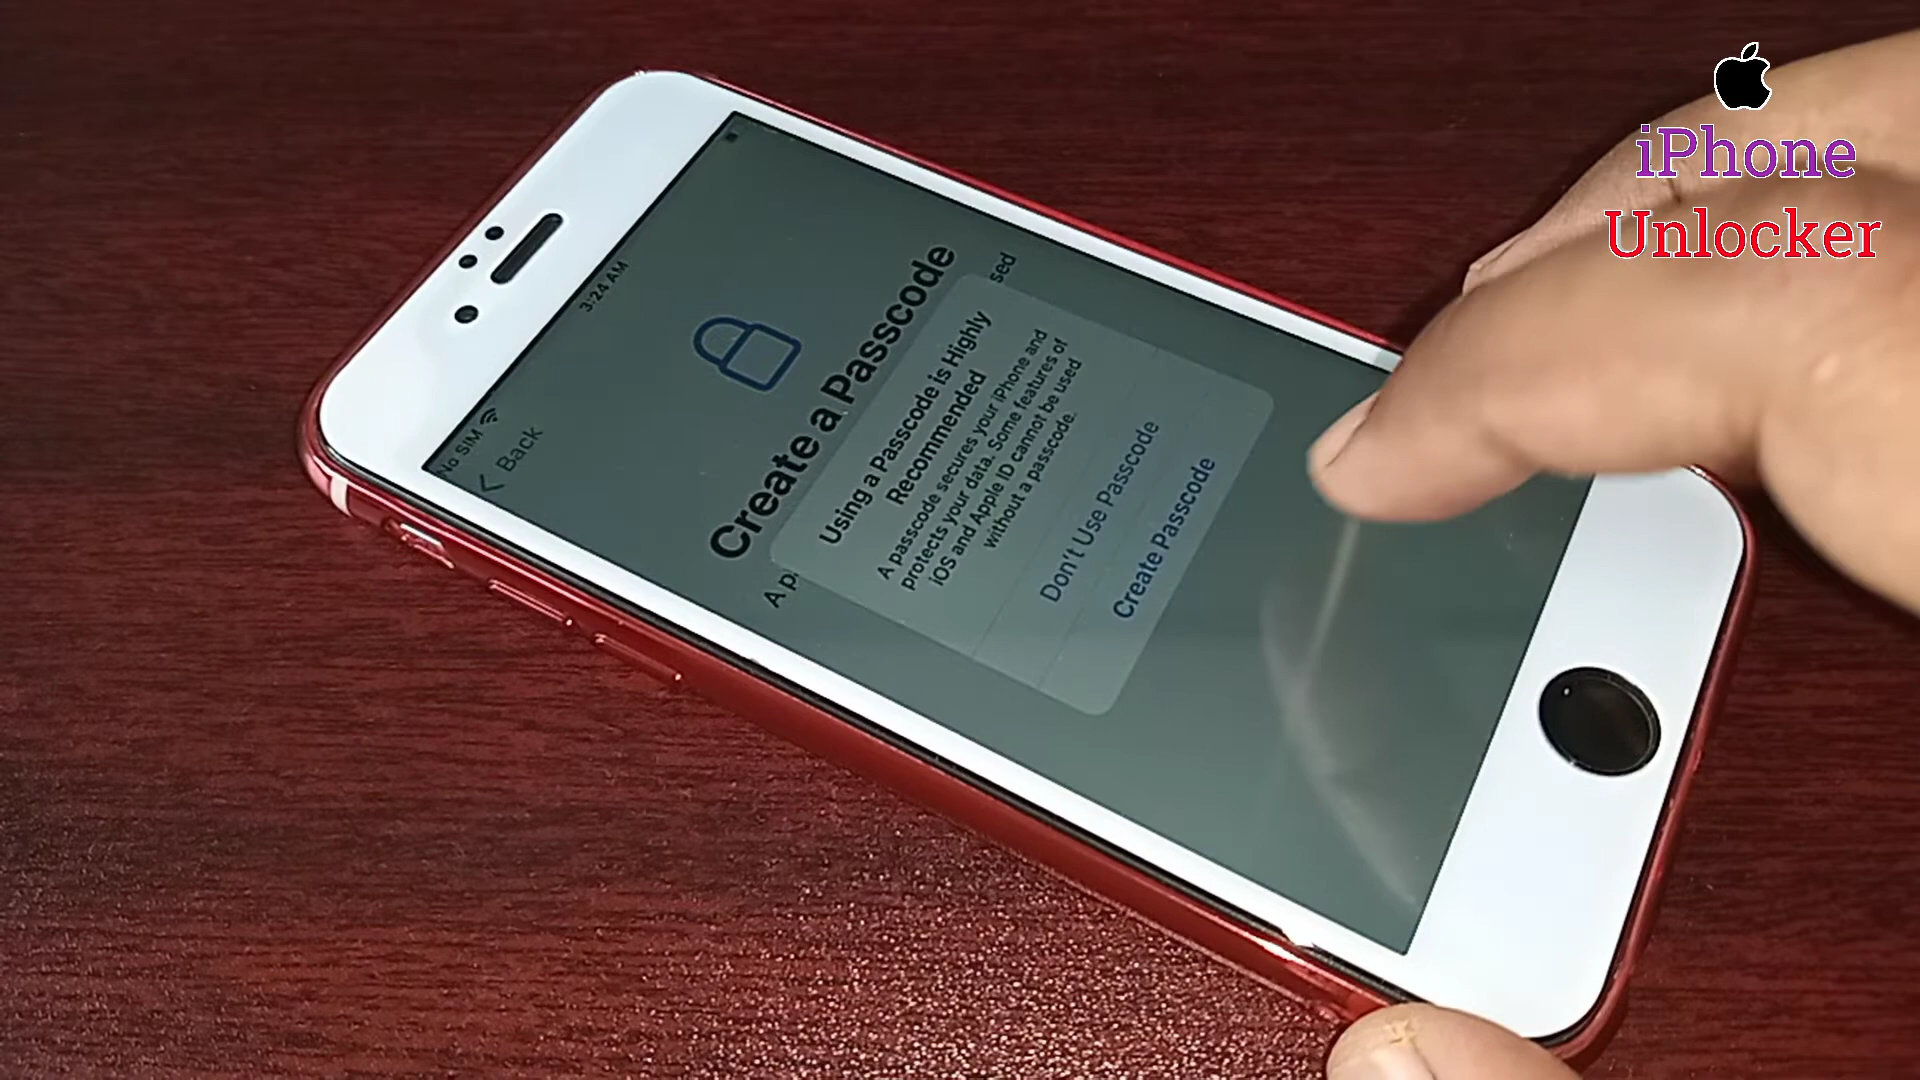 iPhone
Unlocker
No SIM
3:24 AM
Back
Create a Passcode
A p
sed
Using a Passcode is Highly
Recommended
A passcode secures your iPhone and
protects your data. Some features of
iOS and Apple ID cannot be used
without a passcode.
Don't Use Passcode
Create Passcode